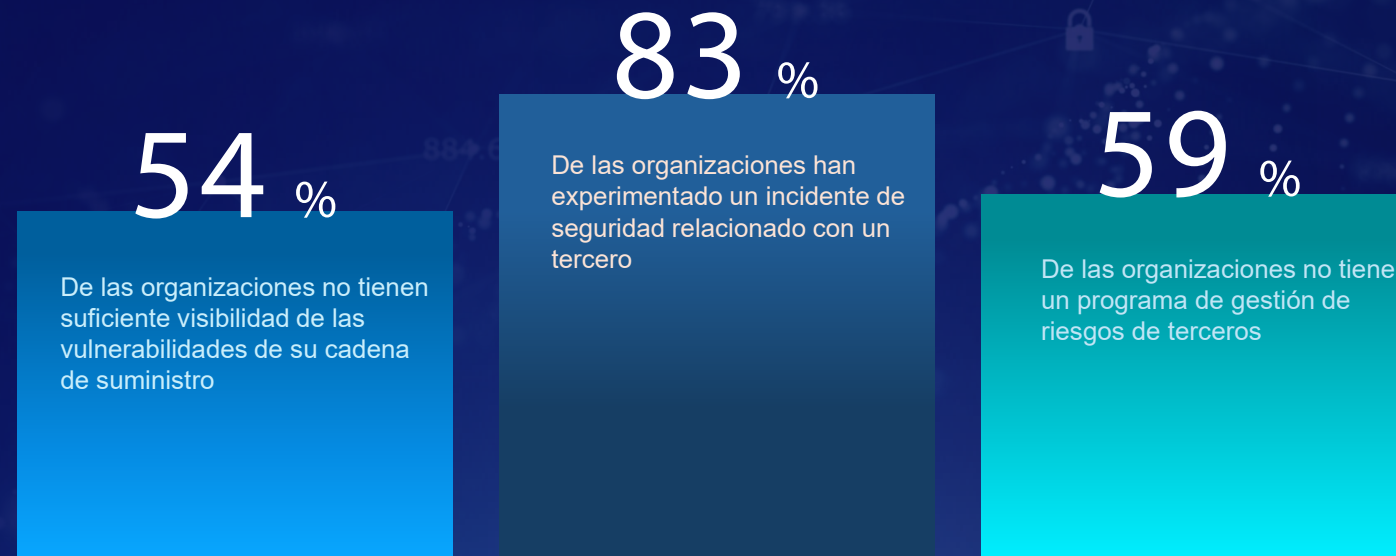 54 %
De las organizaciones no tienen
suficiente visibilidad de las
vulnerabilidades de su cadena
de suministro
83 %
De las organizaciones han
experimentado un incidente de
seguridad relacionado con un
tercero
59 %
De las organizaciones no tiene
un programa de gestión de
riesgos de terceros